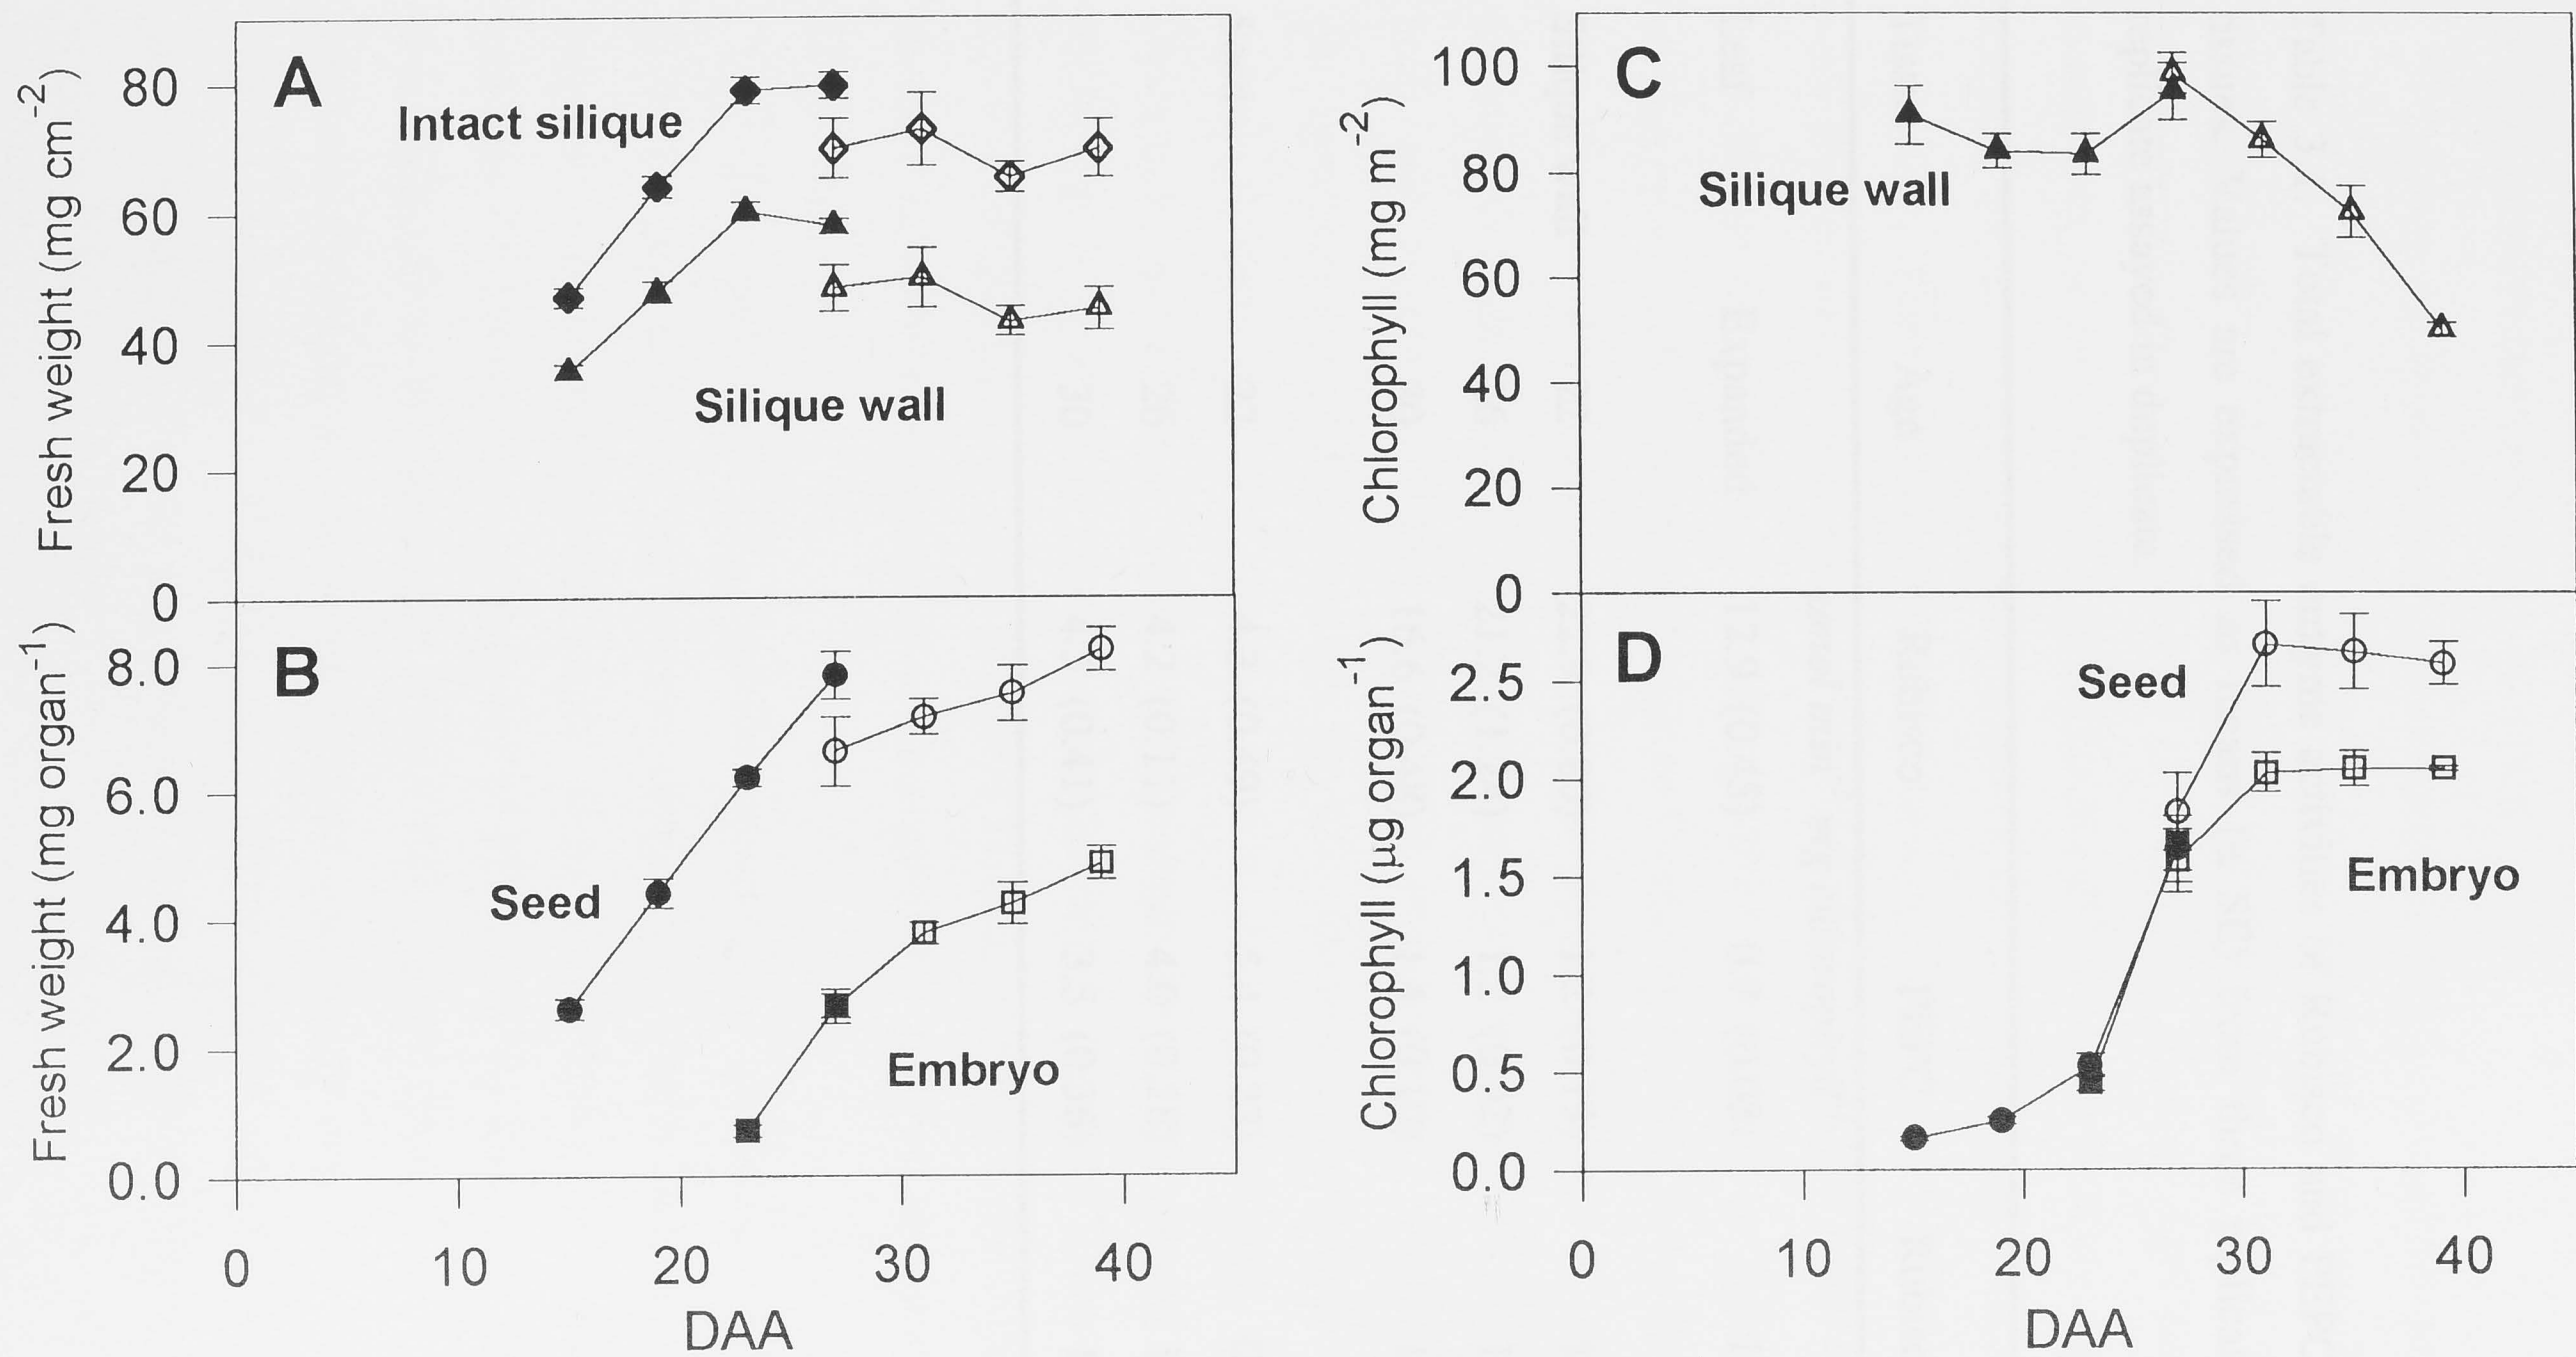 A
Fresh weight (mg cm-2)
80
60
40
20
0
Intact silique
Silique wall
B
Fresh weight (mg organ-1)
8.0
6.0
4.0
2.0
0.0
Seed
Embryo
0 10 20 30 40
DAA
C
Chlorophyll (mg m-2)
100
80
60
40
20
0
Silique wall
D
Chlorophyll (µg organ-1)
2.5
2.0
1.5
1.0
0.5
0.0
Seed
Embryo
0 10 20 30 40
DAA